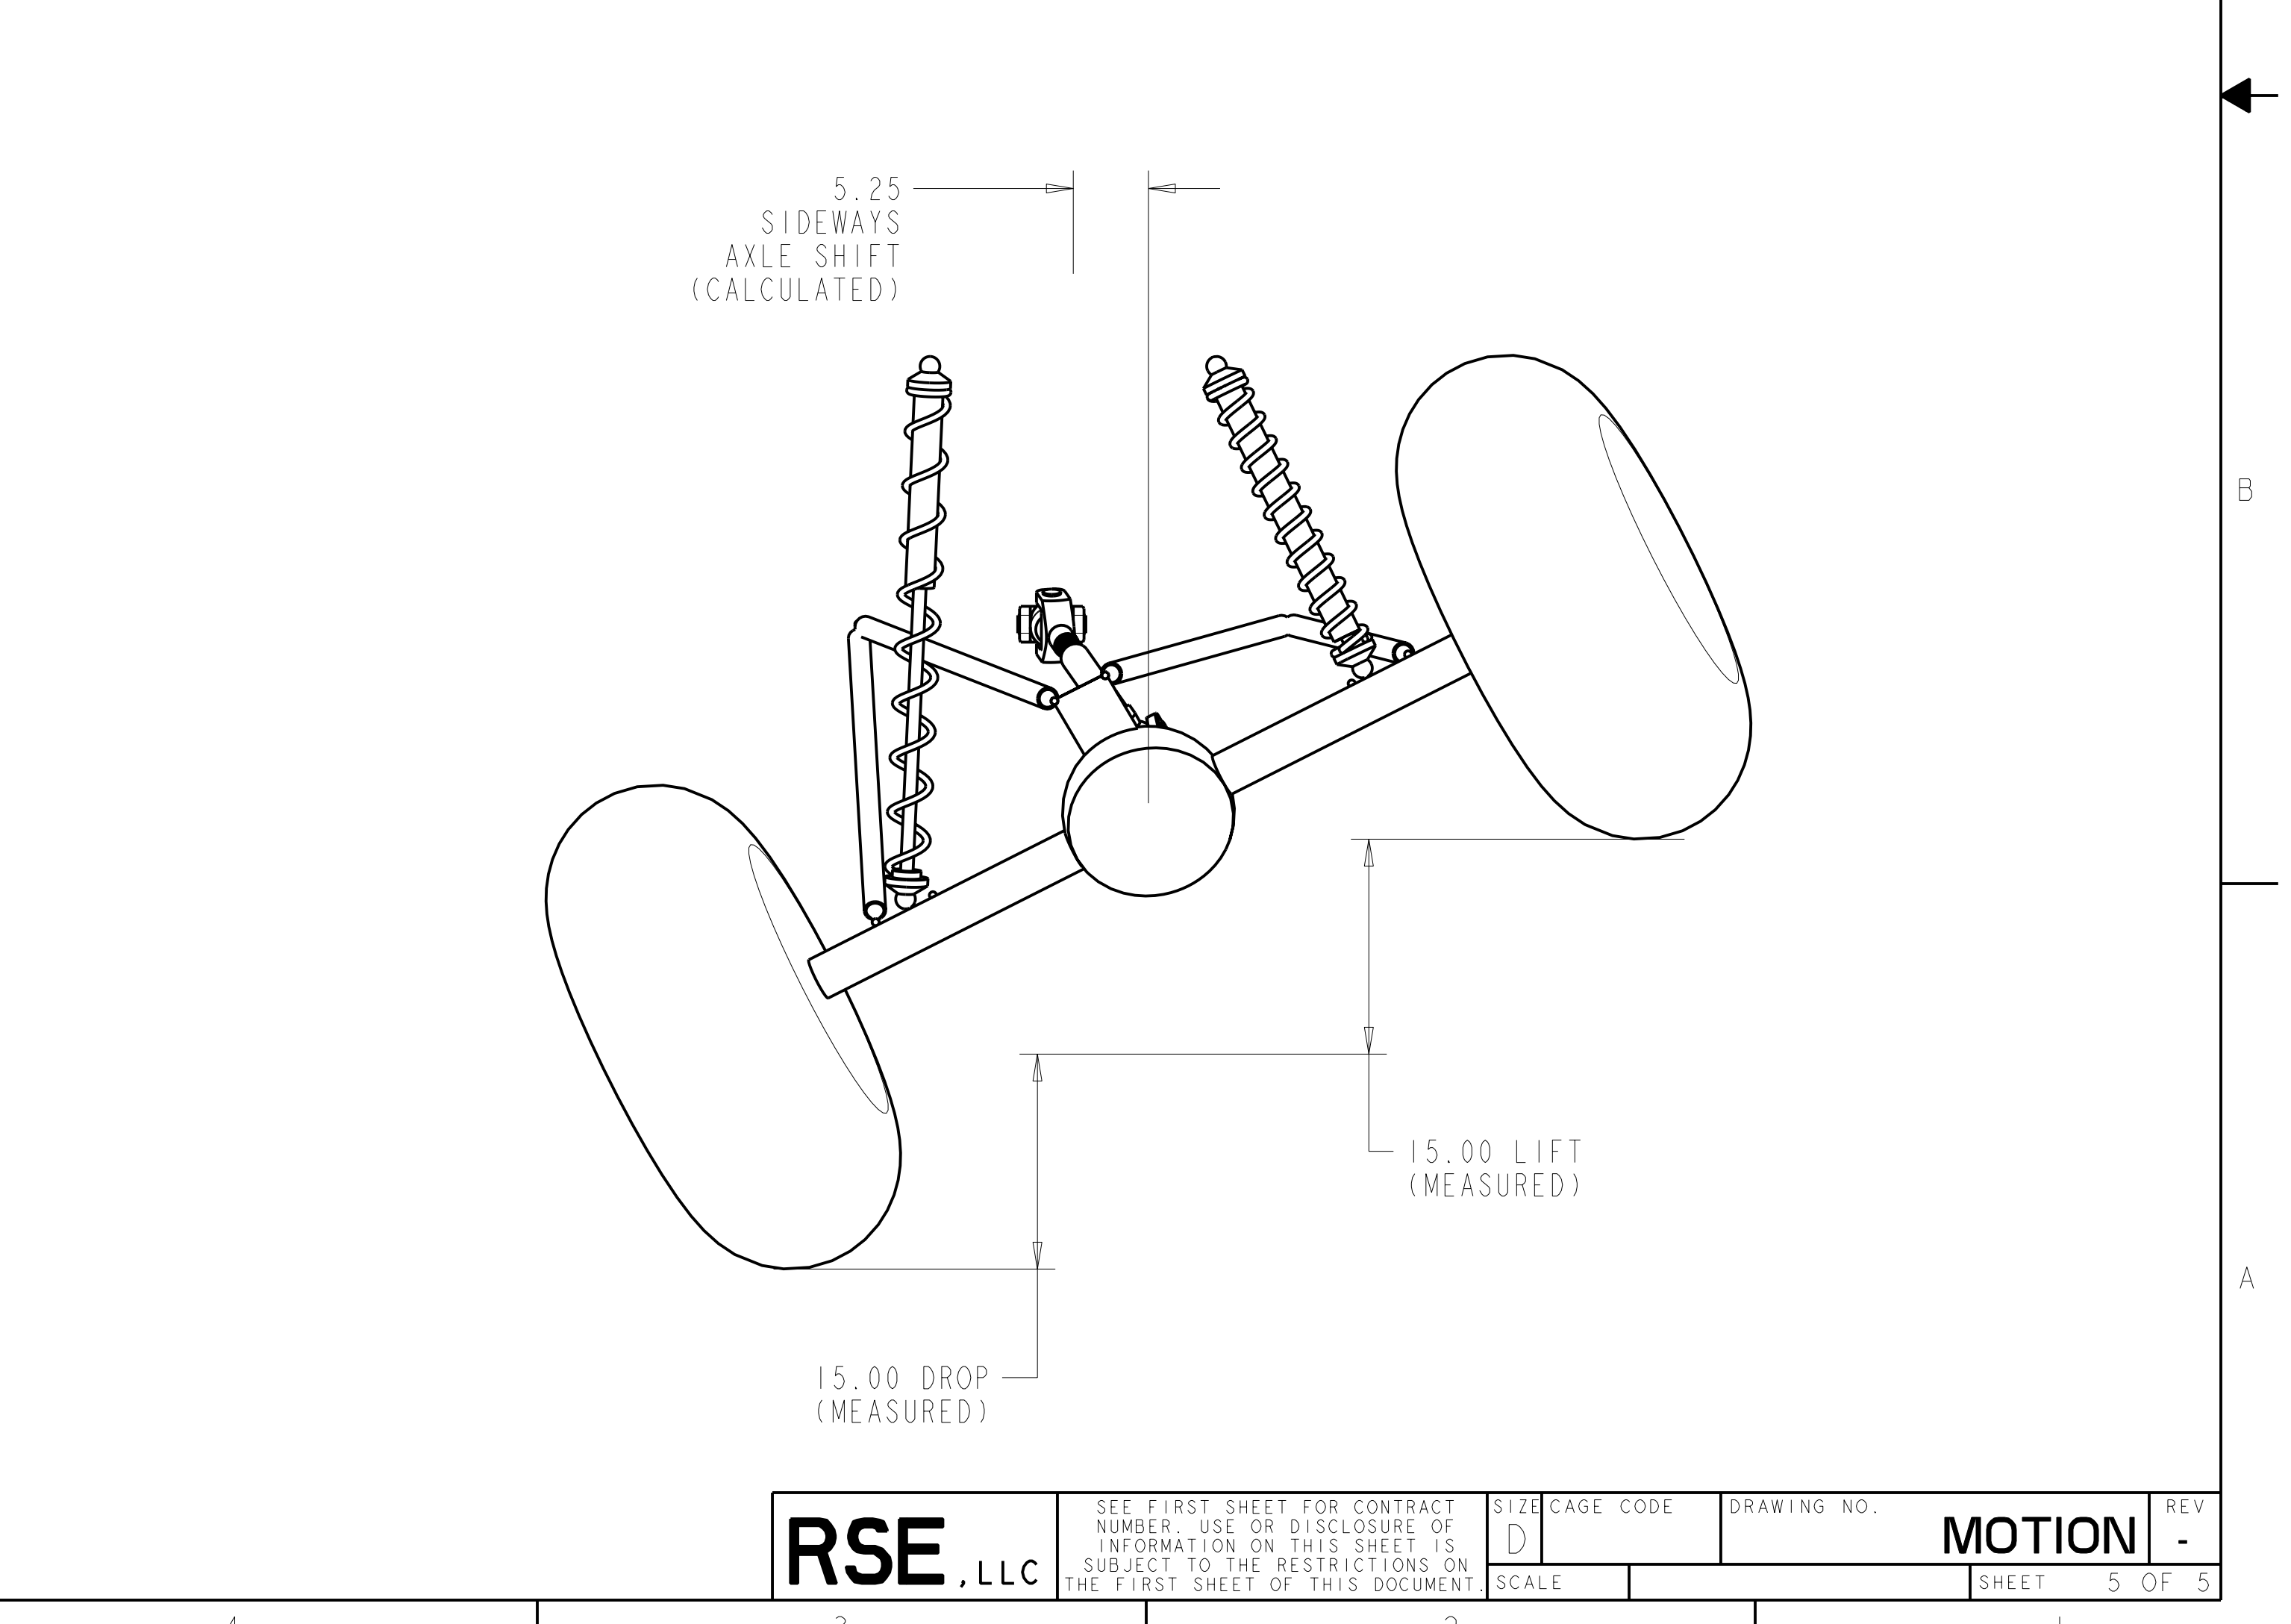 5.25
SIDEWAYS
AXLE SHIFT
(CALCULATED)
B
15.00 LIFT
(MEASURED)
A
15.00 DROP
(MEASURED)
RSE, LLC
SEE FIRST SHEET FOR CONTRACT
NUMBER. USE OR DISCLOSURE OF
INFORMATION ON THIS SHEET IS
SUBJECT TO THE RESTRICTIONS ON
THE FIRST SHEET OF THIS DOCUMENT.
SIZE
D
CAGE CODE
DRAWING NO.
MOTION
REV
-
SCALE
SHEET 5 OF 5